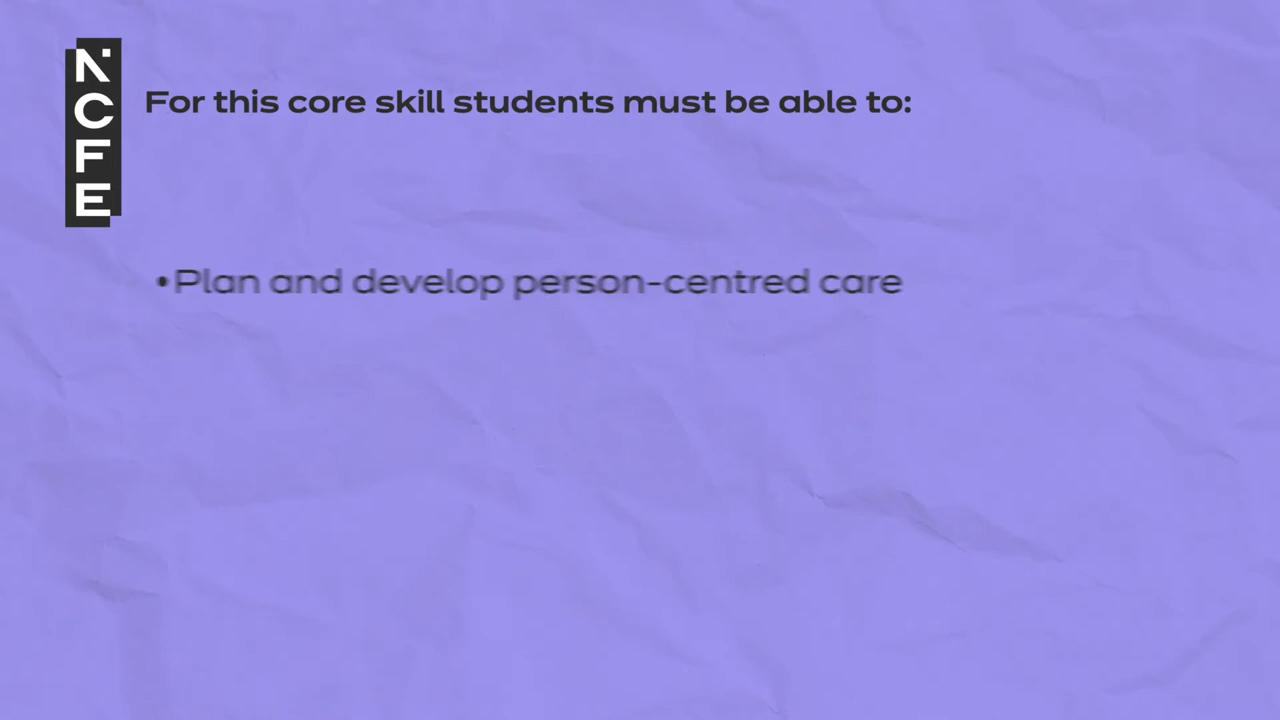 NCFE
For this core skill students must be able to:
•Plan and develop person-centred care